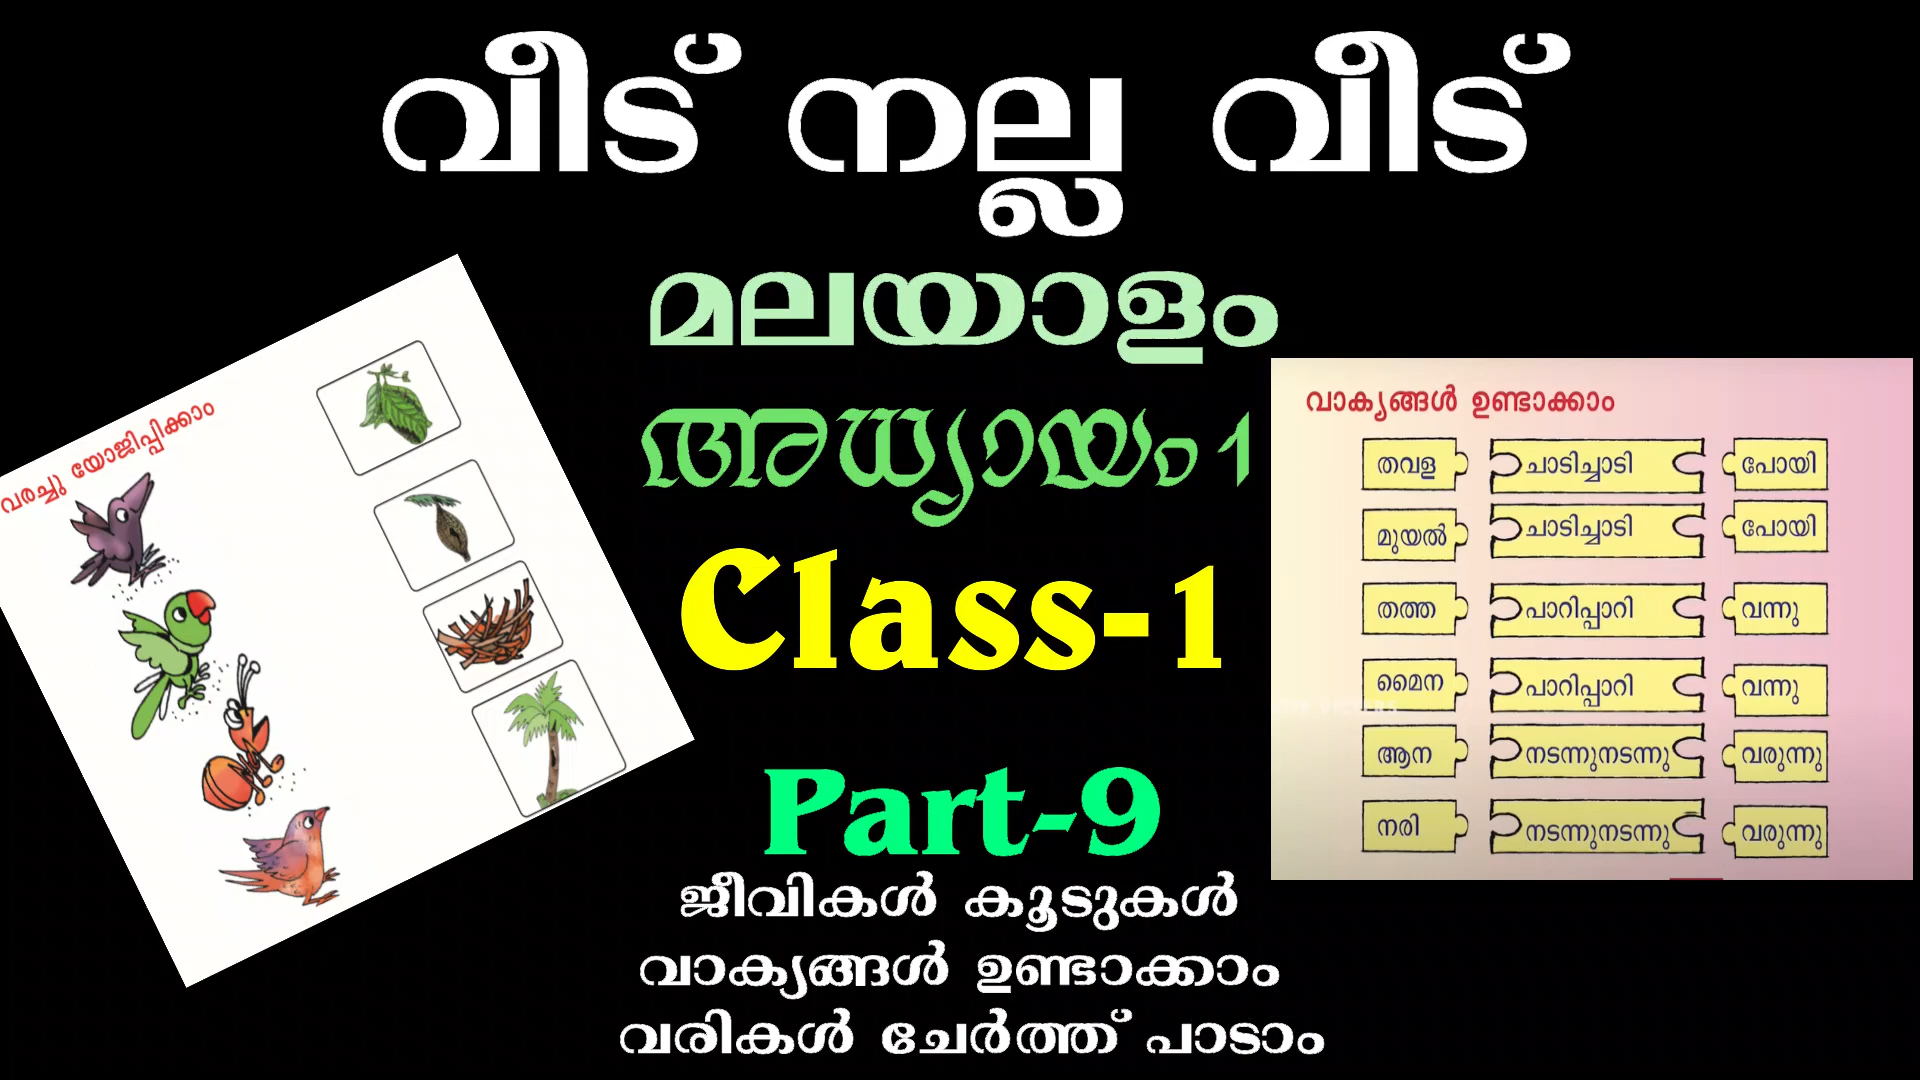 വീട് നല്ല വീട്
മലയാളം
അധ്യായം 1
Class-1
Part-9
ജീവികൾ കൂടുകൾ
വാക്യങ്ങൾ ഉണ്ടാക്കാം
വരികൾ ചേർത്ത് പാടാം
വരച്ചു യോജിപ്പിക്കാം
വാക്യങ്ങൾ ഉണ്ടാക്കാം
തവള ചാടിച്ചാടി പോയി
മുയൽ ചാടിച്ചാടി പോയി
തത്ത പാറിപ്പാറി വന്നു
മൈന പാറിപ്പാറി വന്നു
ആന നടന്നുനടന്നു വരുന്നു
നരി നടന്നുനടന്നു വരുന്നു